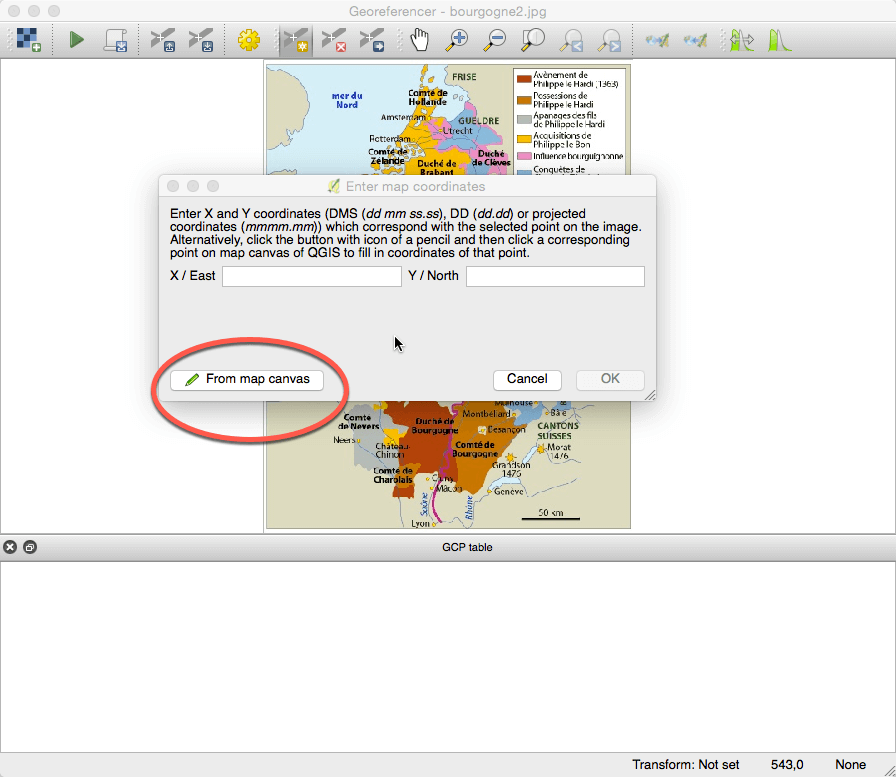 Georeferencer - bourgogne2.jpg
mer du
Nord
FRISE
Comté de
Hollande
Amsterdam
GUELDRE
Utrecht
Rotterdam
Comté de
Zélande
Duché de
Brabant
Duché
de Clèves
Avènement de
Philippe le Hardi (1363)
Possessions de
Philippe le Hardi
Apanages des fils
de Philippe le Hardi
Acquisitions de
Philippe le Bon
Influence bourguignonne
Conquêtes de
Enter map coordinates
Enter X and Y coordinates (DMS (dd mm ss.ss), DD (dd.dd) or projected
coordinates (mmmm.mm)) which correspond with the selected point on the image.
Alternatively, click the button with icon of a pencil and then click a corresponding
point on map canvas of QGIS to fill in coordinates of that point.
X / East
Y / North
From map canvas
Cancel
OK
Mulhouse
Montbéliard
Bâle
Comté
de Nevers
Duché de
Bourgogne
Besançon
CANTONS
SUISSES
Nevers
Château-
Chinon
Comté de
Bourgogne
Morat
1476
Grandson
1476
Comté de
Charolais
Cluny
Mâcon
Genève
Saône
Rhône
Lyon
50 km
GCP table
Transform: Not set
543,0
None